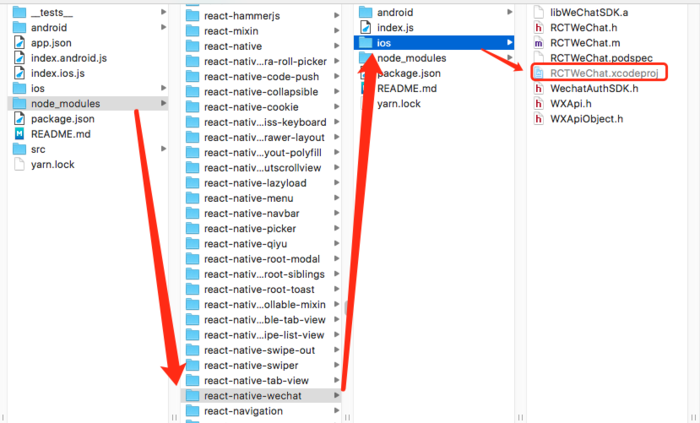 __tests__
android
app.json
index.android.js
index.ios.js
ios
node_modules
package.json
README.md
src
yarn.lock
react-hammerjs
react-mixin
react-native
react-nativ...ra-roll-picker
react-native-code-push
react-native-collapsible
react-native-cookie
react-nativ...iss-keyboard
react-nativ...rawer-layout
react-nativ...yout-polyfill
react-nativ...utscrollview
react-native-lazyload
react-native-menu
react-native-navbar
react-native-picker
react-native-qiyu
react-native-root-modal
react-nativ...root-siblings
react-native-root-toast
react-nativ...ollable-mixin
react-nativ...ble-tab-view
react-nativ...ipe-list-view
react-native-swipe-out
react-native-swiper
react-native-tab-view
react-native-wechat
react-navigation
android
index.js
ios
node_modules
package.json
README.md
yarn.lock
libWeChatSDK.a
RCTWeChat.h
RCTWeChat.m
RCTWeChat.podspec
RCTWeChat.xcodeproj
WechatAuthSDK.h
WXApi.h
WXApiObject.h